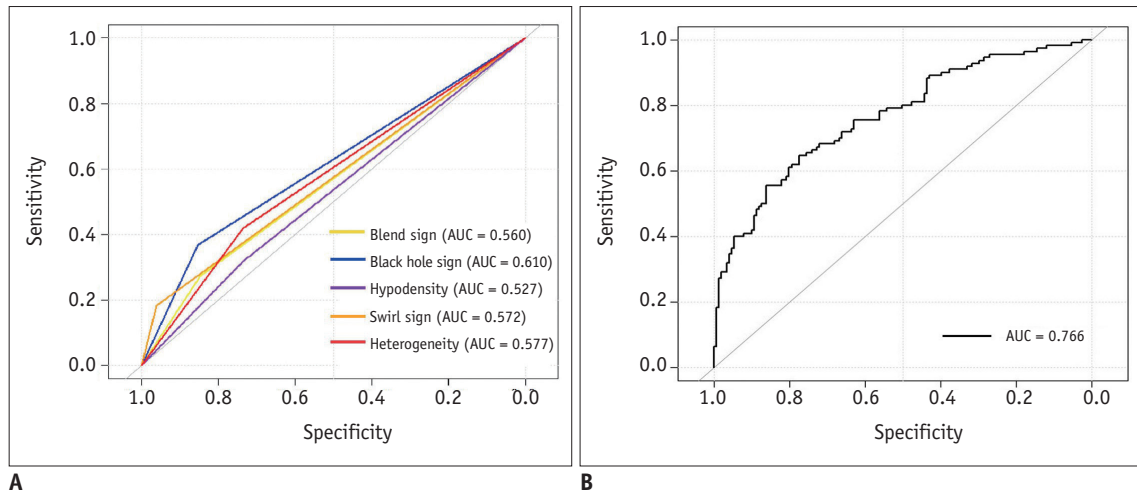 1.0
0.8
0.6
0.4
0.2
0.0
Sensitivity
Blend sign (AUC = 0.560)
Black hole sign (AUC = 0.610)
Hypodensity (AUC = 0.527)
Swirl sign (AUC = 0.572)
Heterogeneity (AUC = 0.577)
1.0 0.8 0.6 0.4 0.2 0.0
Specificity
A
1.0
0.8
0.6
0.4
0.2
0.0
Sensitivity
AUC = 0.766
1.0 0.8 0.6 0.4 0.2 0.0
Specificity
B